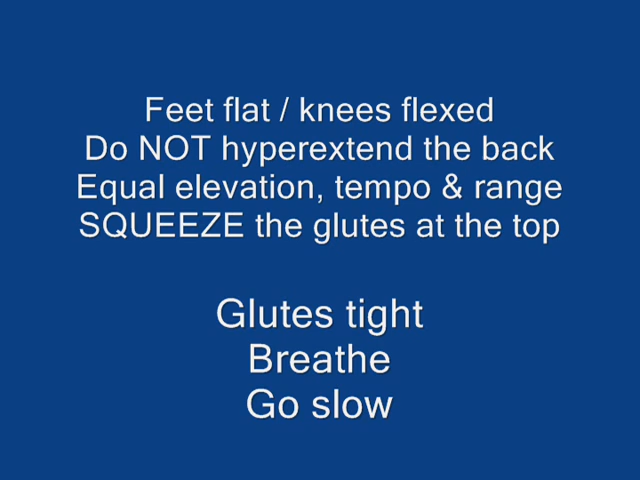 Feet flat / knees flexed
Do NOT hyperextend the back
Equal elevation, tempo & range
SQUEEZE the glutes at the top
Glutes tight
Breathe
Go slow